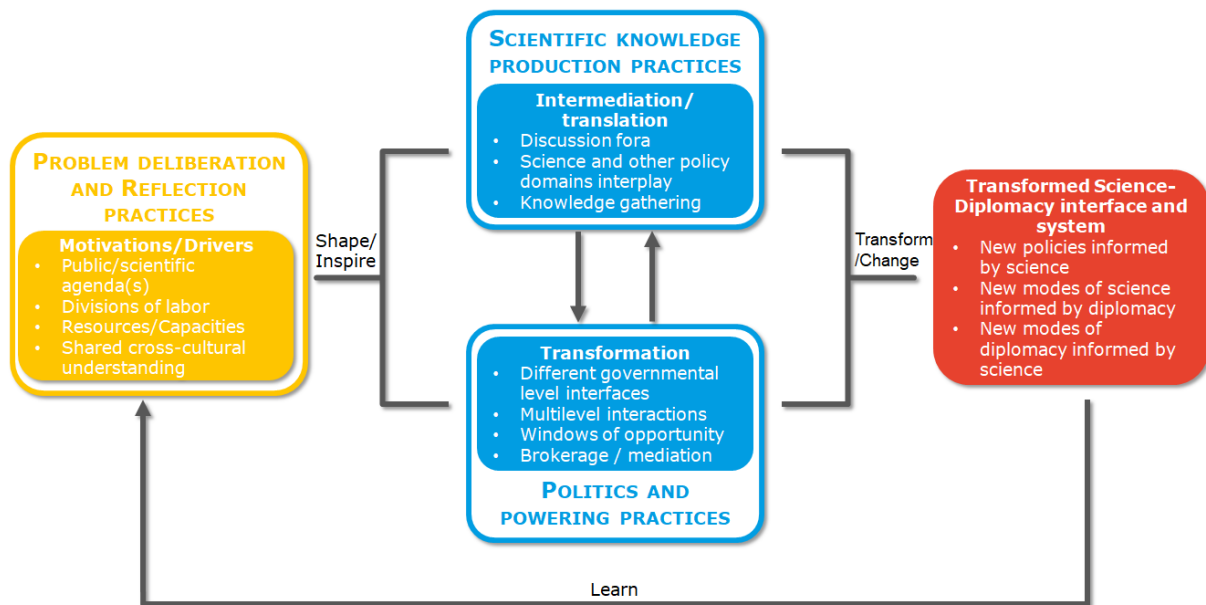 SCIENTIFIC KNOWLEDGE
PRODUCTION PRACTICES
Intermediation/
translation
• Discussion fora
• Science and other policy
domains interplay
• Knowledge gathering
PROBLEM DELIBERATION
AND REFLECTION
PRACTICES
Motivations/Drivers
• Public/scientific
agenda(s)
• Divisions of labor
• Resources/Capacities
• Shared cross-cultural
understanding
Shape/
Inspire
Transform
/Change
Transformed Science-
Diplomacy interface and
system
• New policies informed
by science
• New modes of science
informed by diplomacy
• New modes of
diplomacy informed by
science
Transformation
• Different governmental
level interfaces
• Multilevel interactions
• Windows of opportunity
• Brokerage / mediation
POLITICS AND
POWERING PRACTICES
Learn